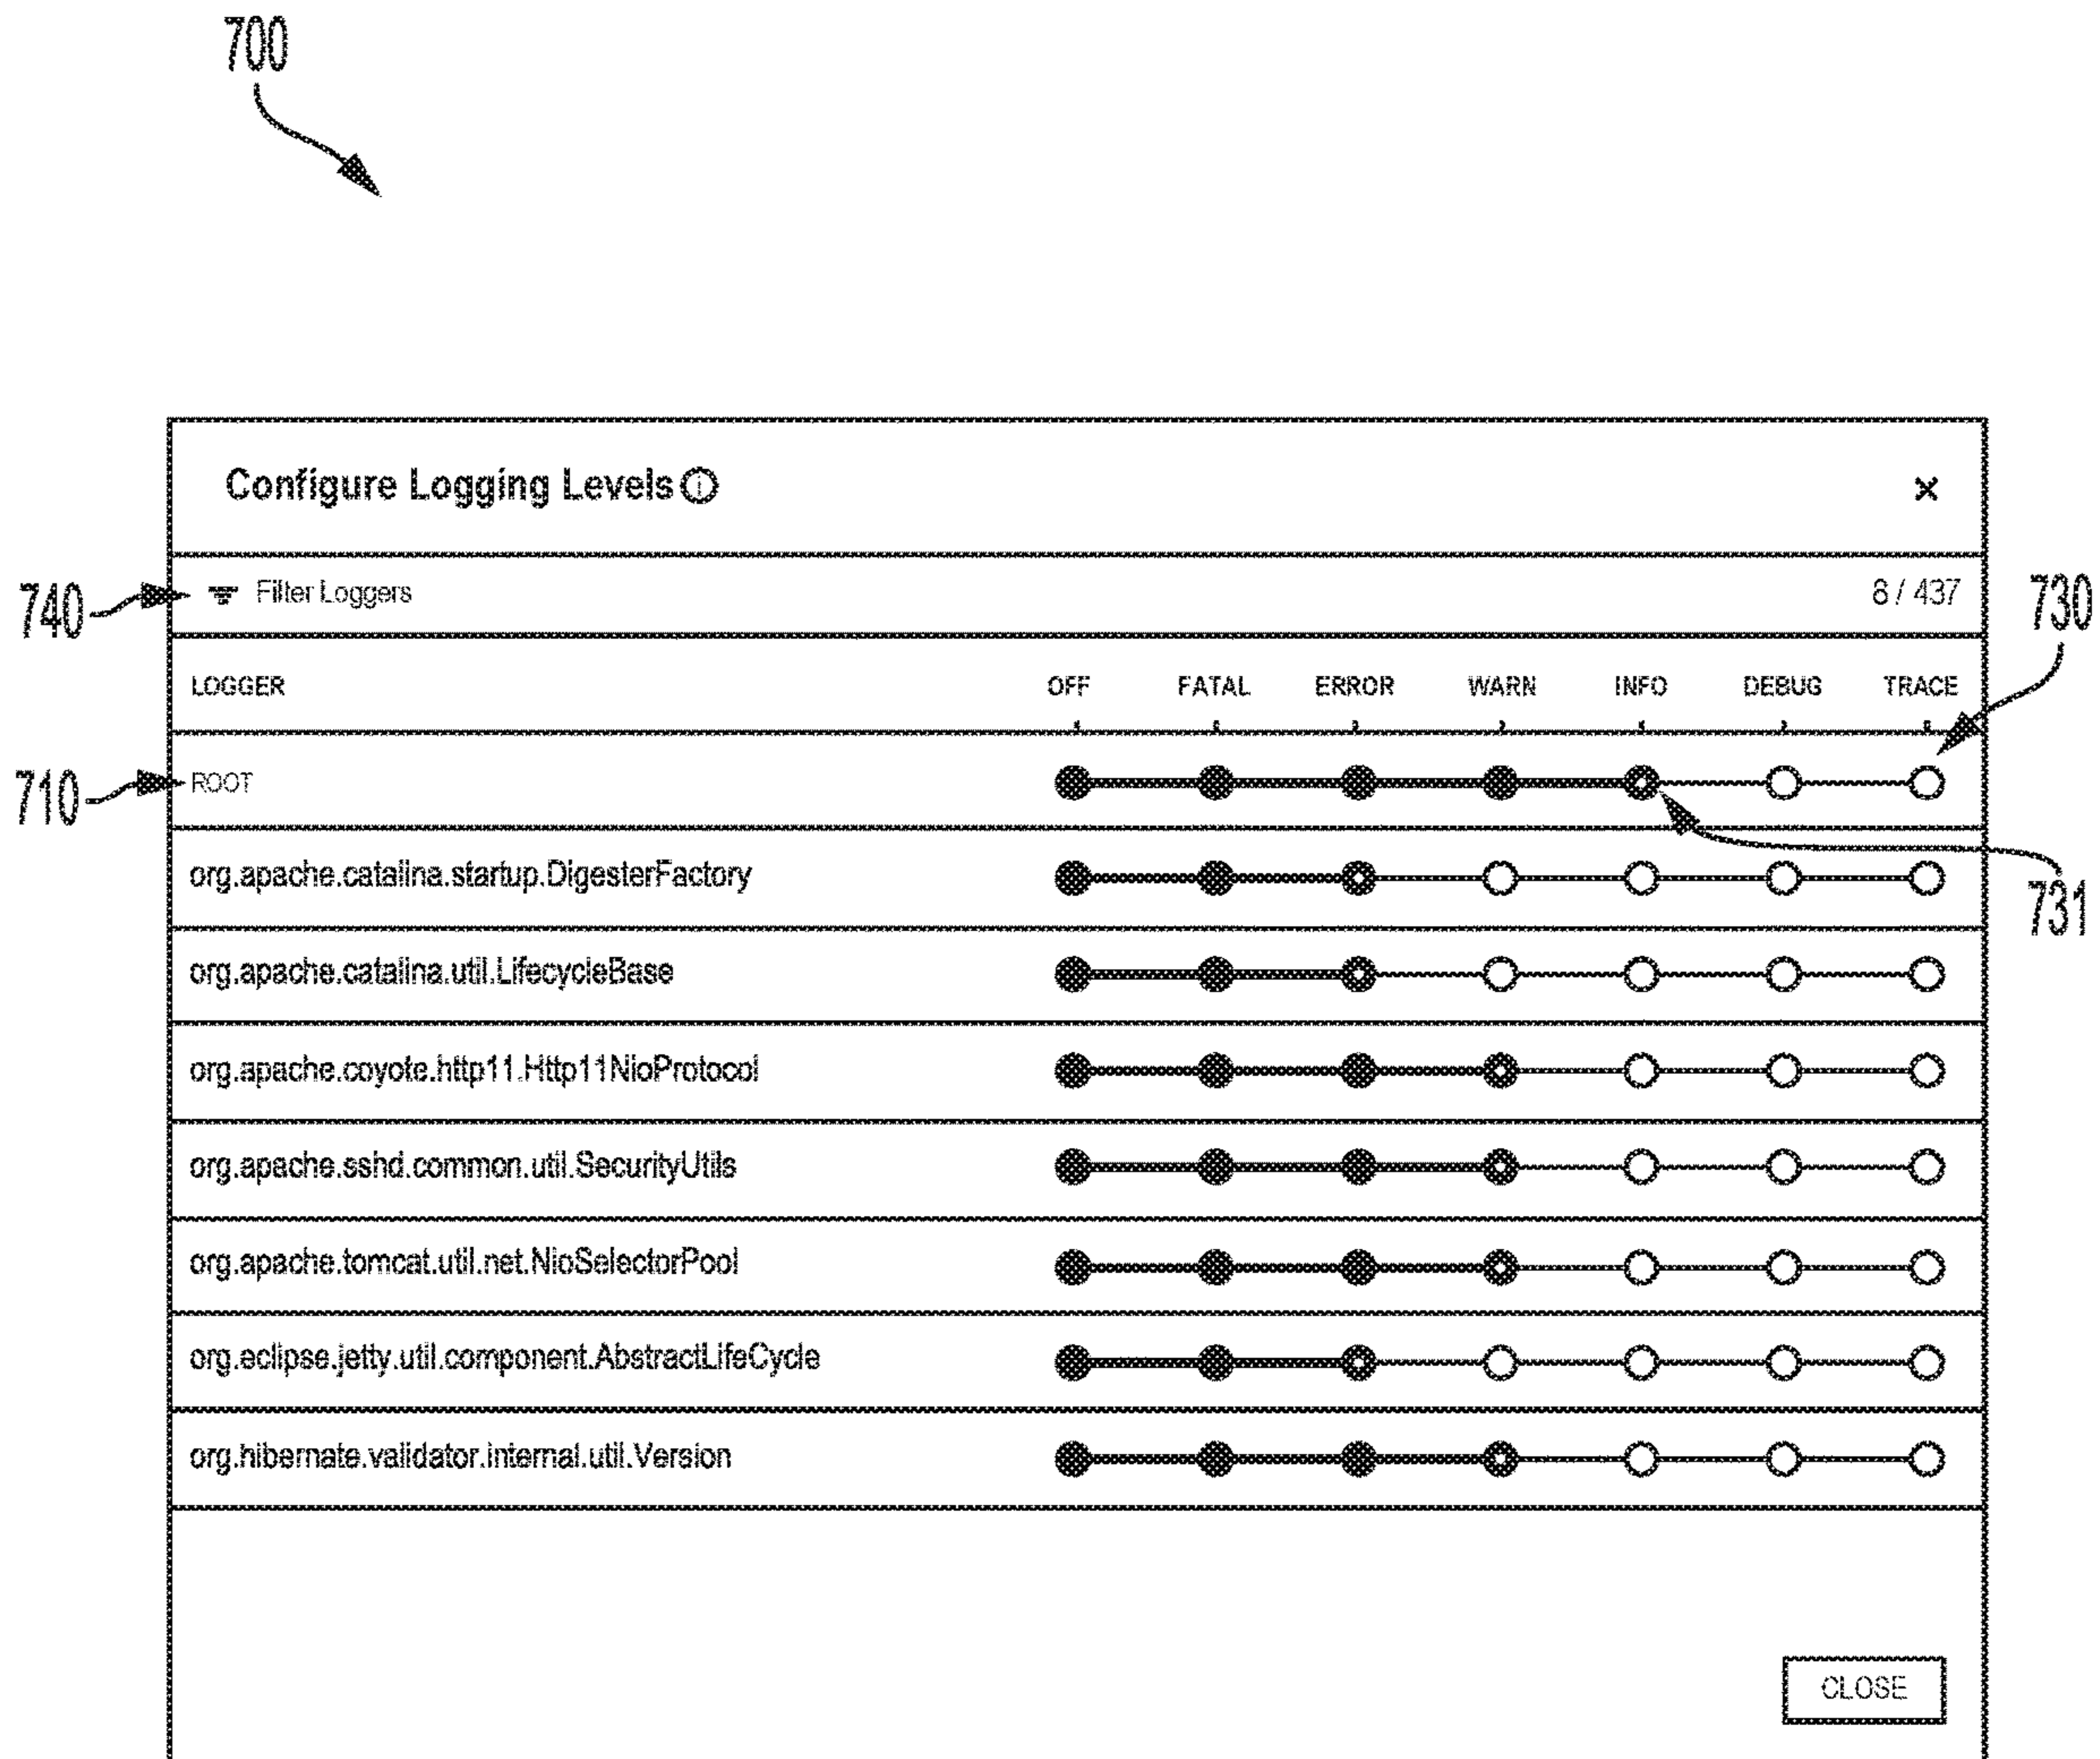 700
Configure Logging Levels ⓘ ×
740 Filter Loggers 8 / 437 730
LOGGER OFF FATAL ERROR WARN INFO DEBUG TRACE
710 ROOT
org.apache.catalina.startup.DigesterFactory
731
org.apache.catalina.util.LifecycleBase
org.apache.coyote.http11.Http11NioProtocol
org.apache.sshd.common.util.SecurityUtils
org.apache.tomcat.util.net.NioSelectorPool
org.eclipse.jetty.util.component.AbstractLifeCycle
org.hibernate.validator.internal.util.Version
CLOSE